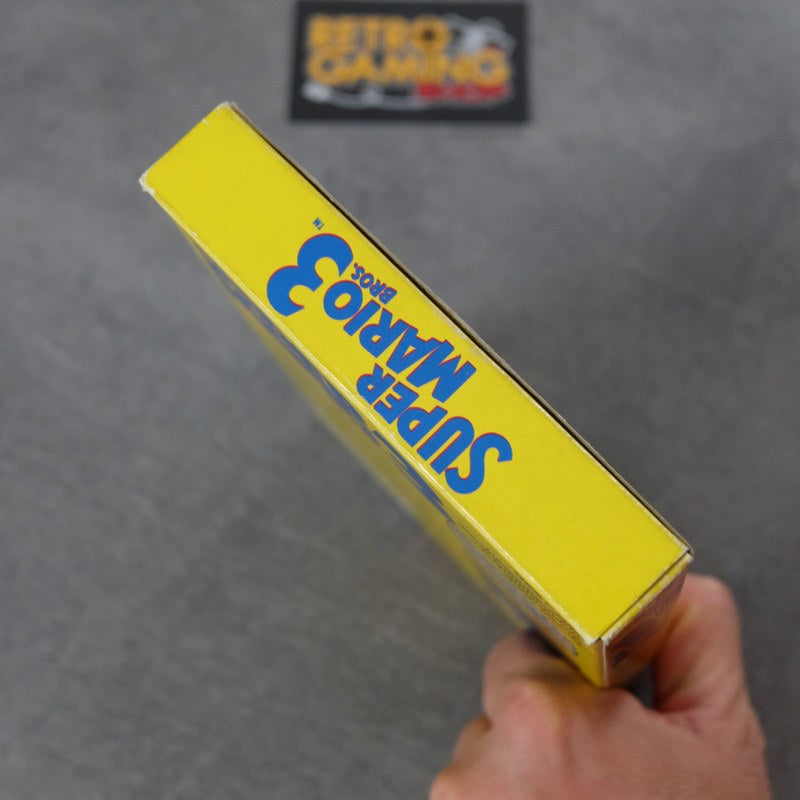 RETRO
GAMING
SUPER
MARIO
BROS.
3
™